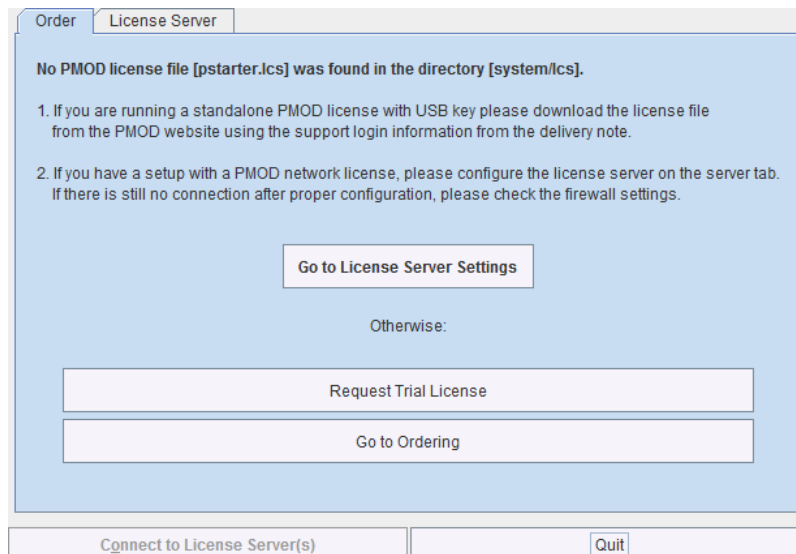 Order
License Server
No PMOD license file [pstarter.lcs] was found in the directory [system/lcs].
1. If you are running a standalone PMOD license with USB key please download the license file
from the PMOD website using the support login information from the delivery note.
2. If you have a setup with a PMOD network license, please configure the license server on the server tab.
If there is still no connection after proper configuration, please check the firewall settings.
Go to License Server Settings
Otherwise:
Request Trial License
Go to Ordering
Connect to License Server(s)
Quit